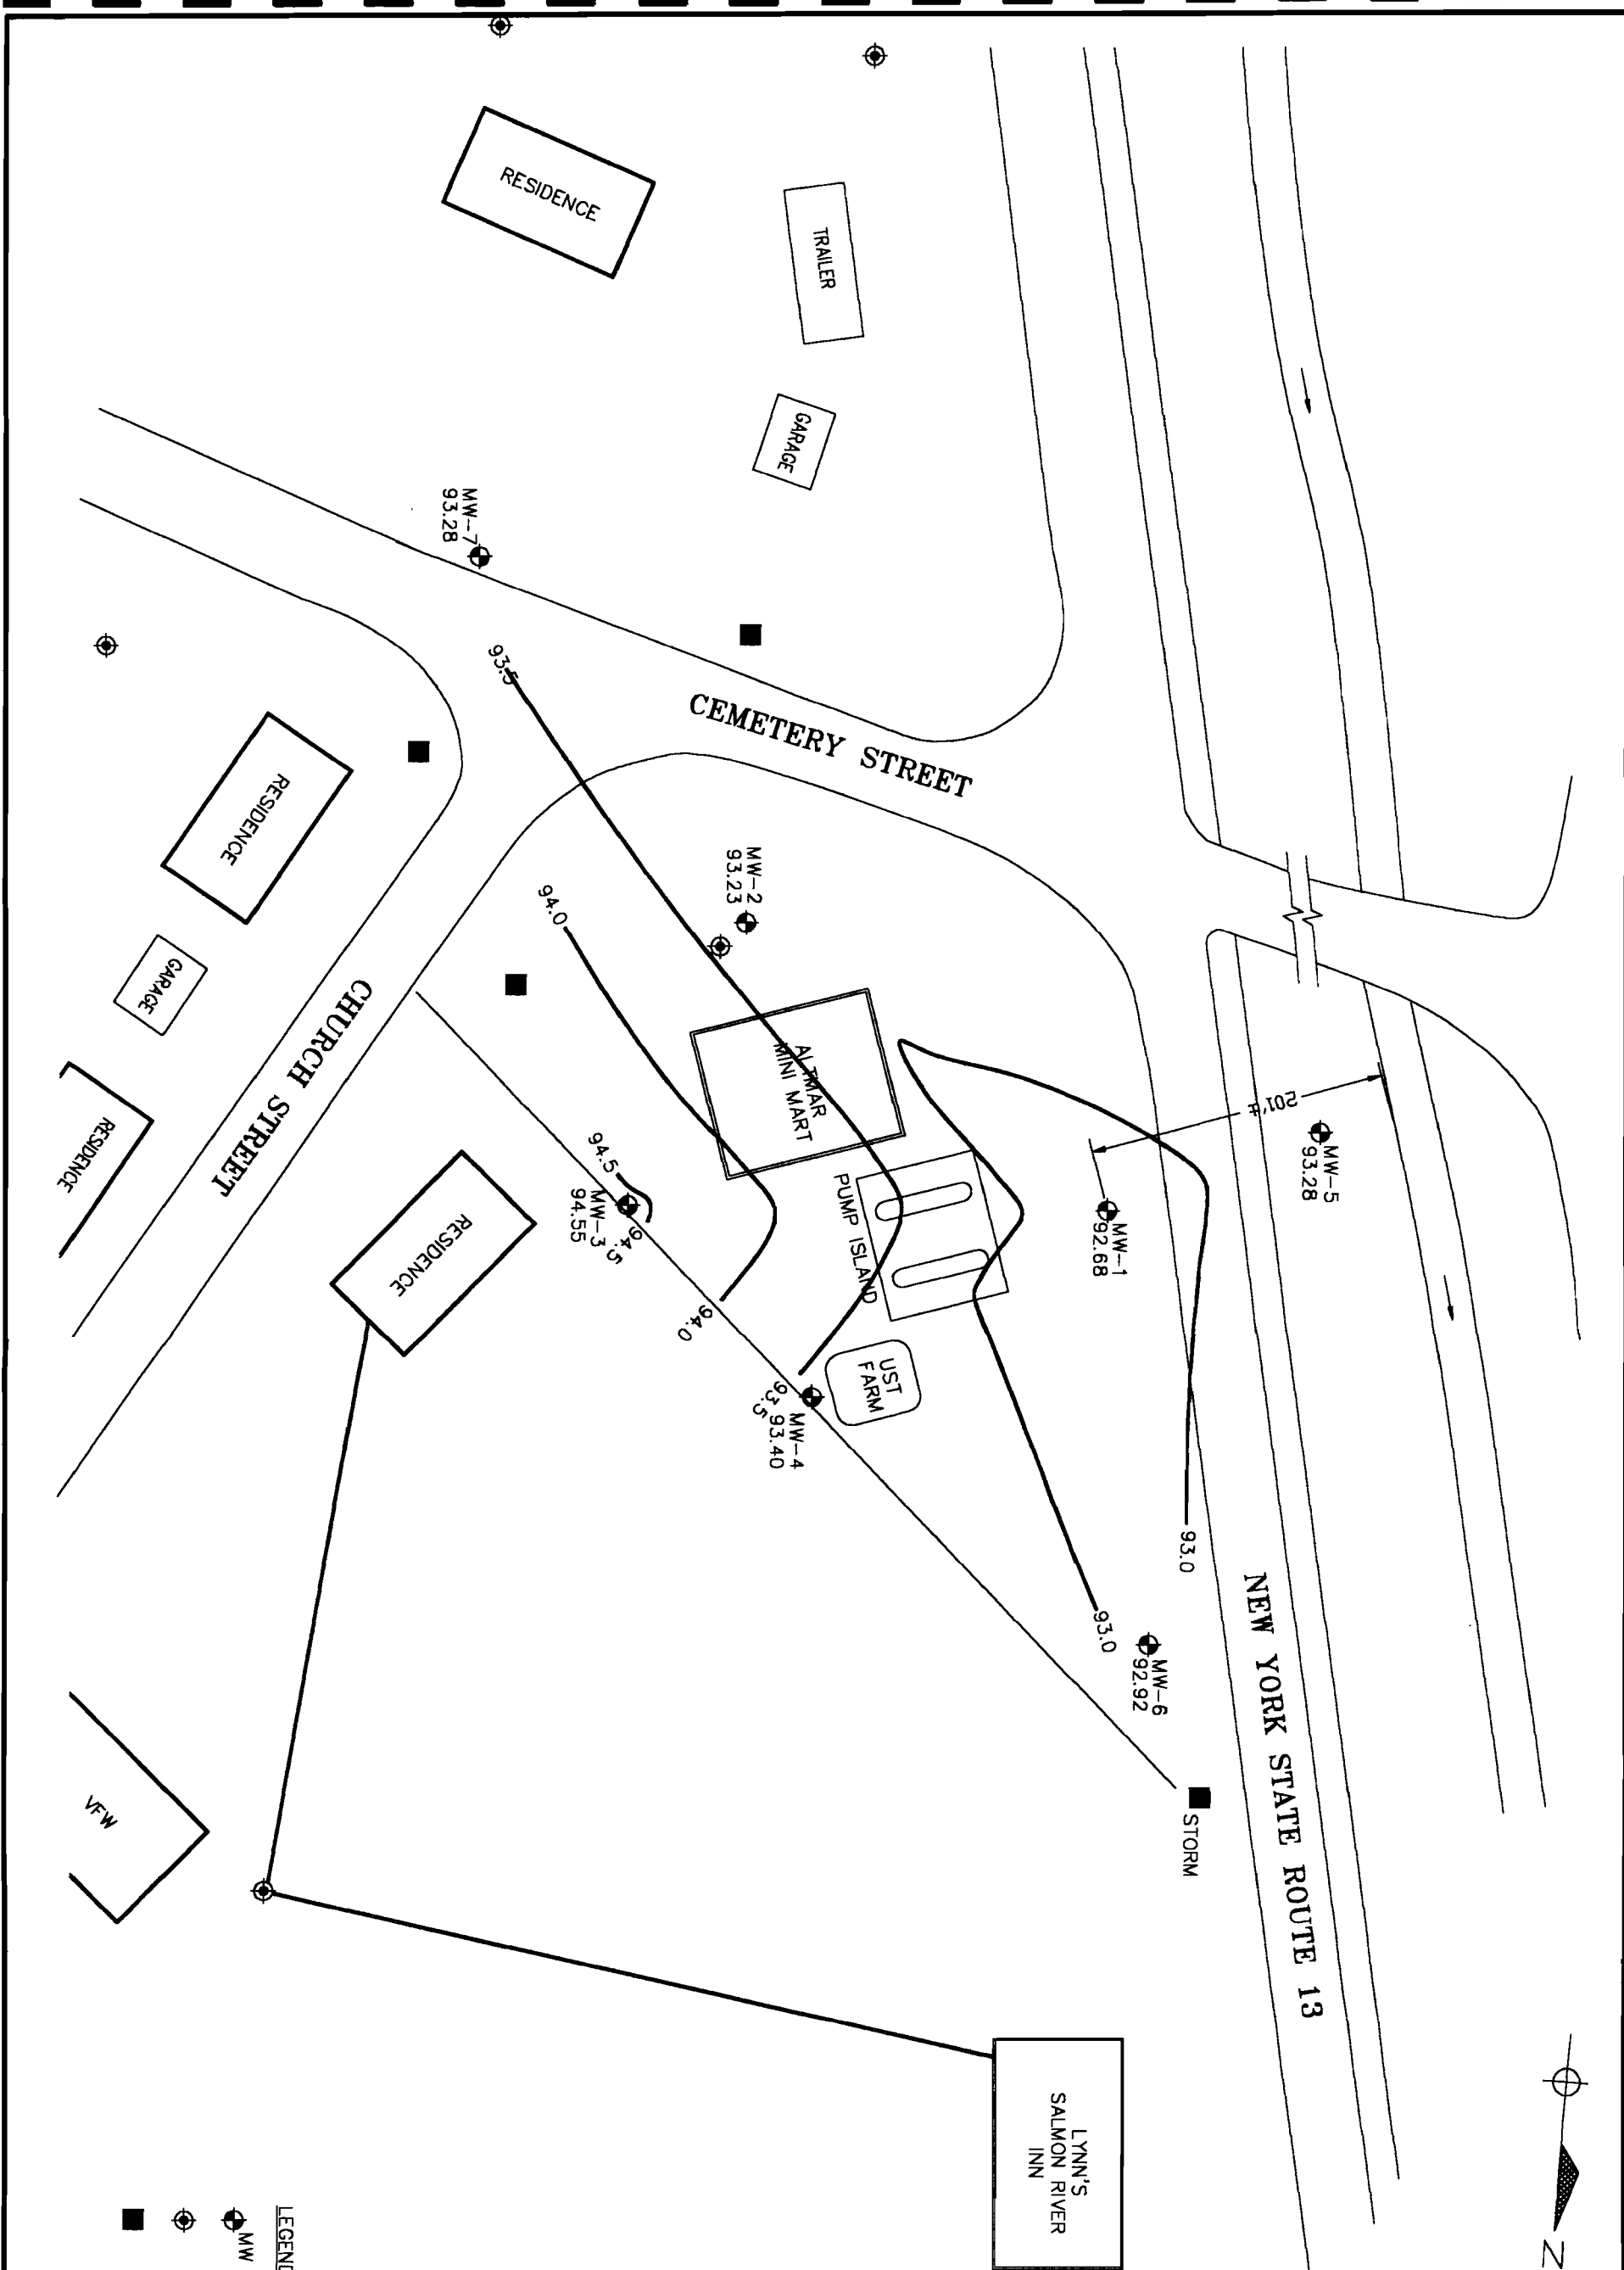 RESIDENCE
TRAILER
GARAGE
MW-7
93.28
93.5
CEMETERY STREET
RESIDENCE
MW-2
93.23
94.0
GARAGE
CHURCH STREET
ALTMAR
MINI MART
201'±
MW-5
93.28
RESIDENCE
94.5
MW-3
94.55
94.5
RESIDENCE
PUMP ISLAND
MW-1
92.68
94.0
UST
FARM
93.5
MW-4
93.40
93.0
93.0
MW-6
92.92
NEW YORK STATE ROUTE 13
STORM
VFW
LYNN'S
SALMON RIVER
INN
N
LEGEND
MW